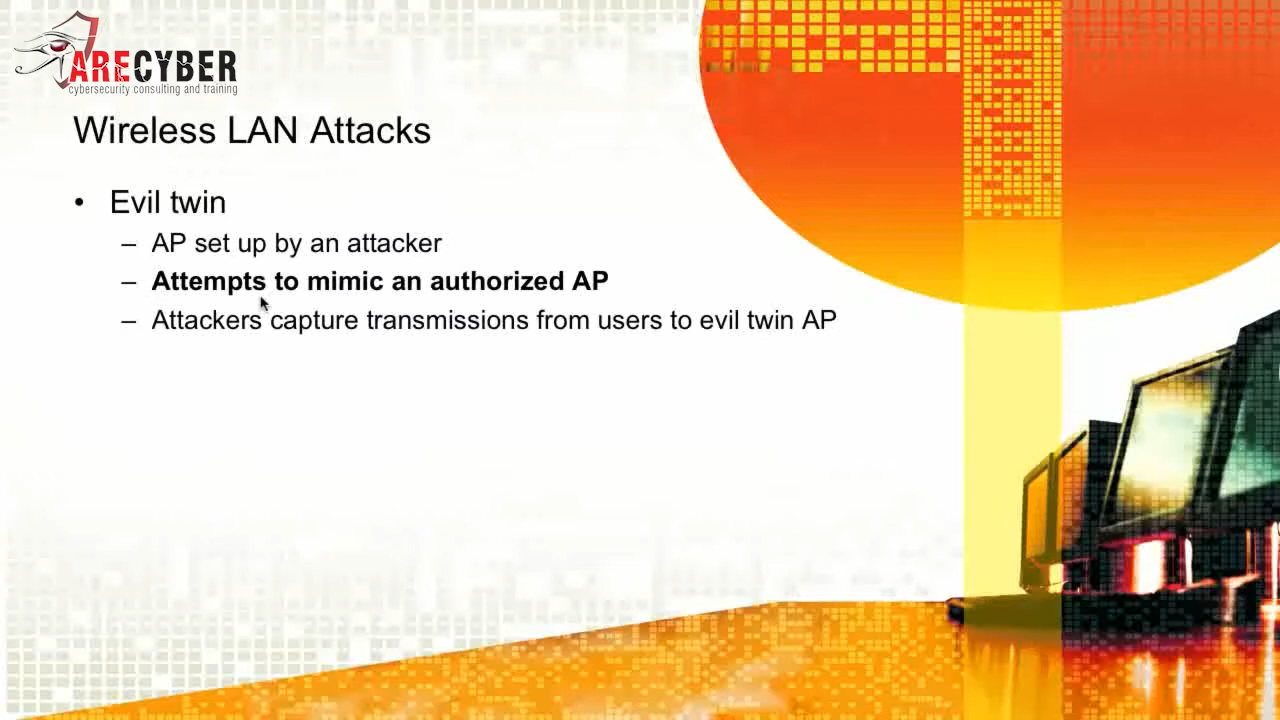 ARECYBER
cybersecurity consulting and training
Wireless LAN Attacks
• Evil twin
– AP set up by an attacker
– Attempts to mimic an authorized AP
– Attackers capture transmissions from users to evil twin AP